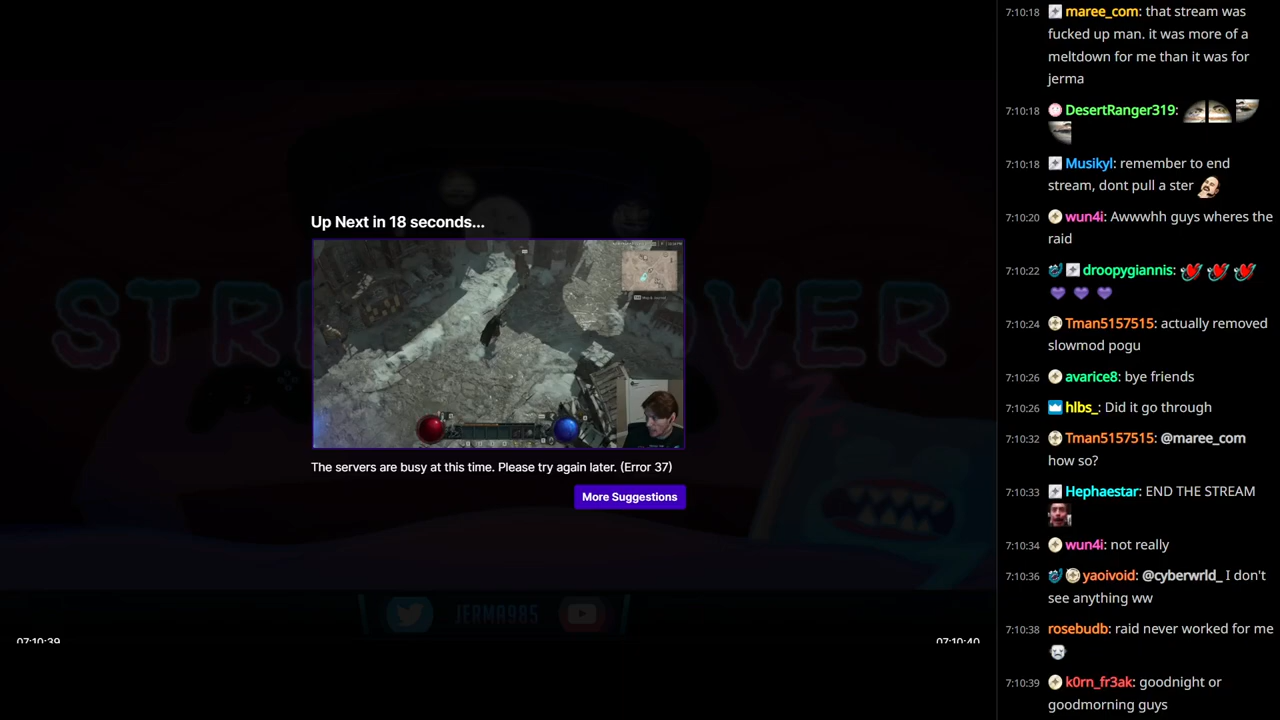 Up Next in 18 seconds...
The servers are busy at this time. Please try again later. (Error 37)
More Suggestions
STRE OVER
JERMA985
07:10:39
07:10:40
7:10:18 maree_com: that stream was
fucked up man. it was more of a
meltdown for me than it was for
jerma
7:10:18 DesertRanger319:
7:10:18 Musikyl: remember to end
stream, dont pull a ster
7:10:20 wun4i: Awwwhh guys wheres the
raid
7:10:22 droopygiannis:
7:10:24 Tman5157515: actually removed
slowmod pogu
7:10:26 avarice8: bye friends
7:10:26 hlbs_: Did it go through
7:10:32 Tman5157515: @maree_com
how so?
7:10:33 Hephaestar: END THE STREAM
7:10:34 wun4i: not really
7:10:36 yaoivoid: @cyberwrld_ I don't
see anything ww
7:10:38 rosebudb: raid never worked for me
7:10:39 k0rn_fr3ak: goodnight or
goodmorning guys